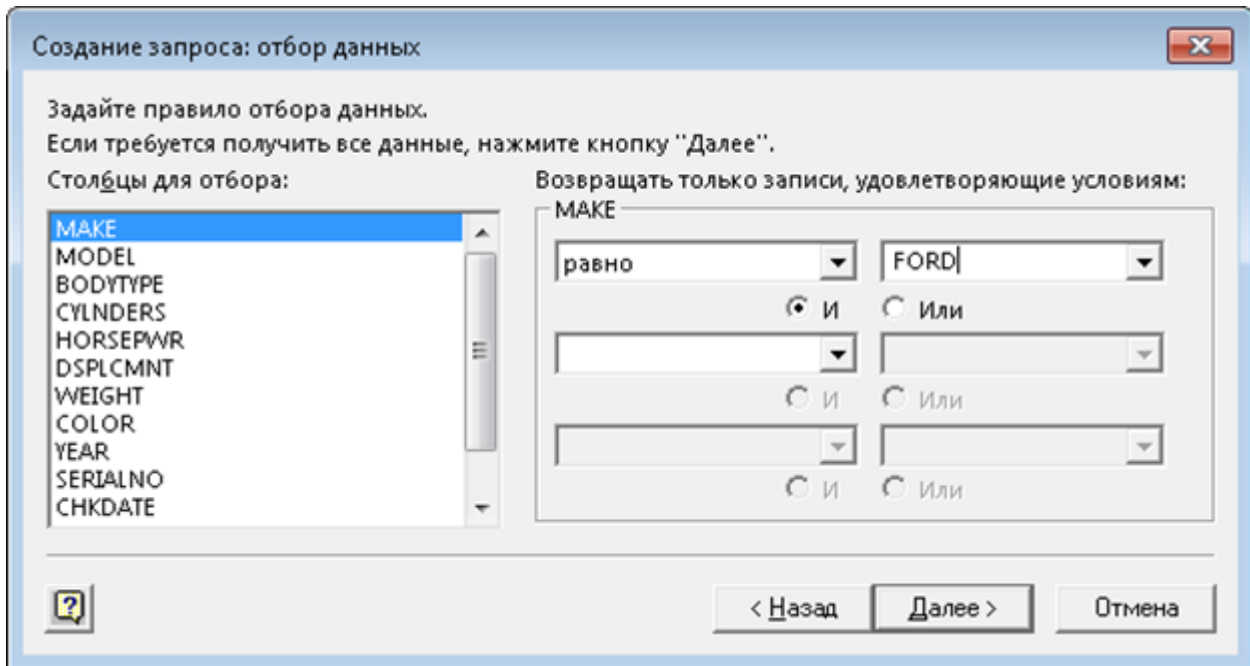 Создание запроса: отбор данных
Задайте правило отбора данных.
Если требуется получить все данные, нажмите кнопку "Далее".
Столбцы для отбора:
MAKE
MODEL
BODYTYPE
CYLNDERS
HORSEPWR
DSPLCMNT
WEIGHT
COLOR
YEAR
SERIALNO
CHKDATE
Возвращать только записи, удовлетворяющие условиям:
MAKE
равно FORD
И Или
И Или
И Или
< Назад Далее > Отмена